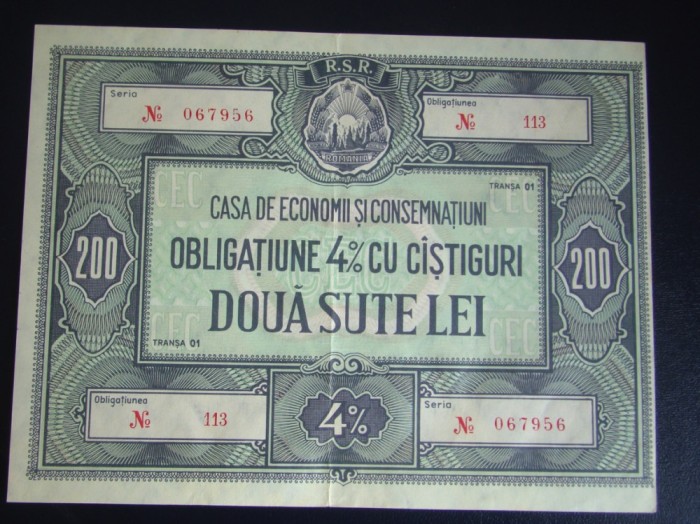 R.S.R.
Seria
№ 067956
Obligațiunea
№ 113
ROMANIA
TRANȘA 01
CEC CEC
CASA DE ECONOMII ȘI CONSEMNAȚIUNI
OBLIGAȚIUNE 4% CU CÎȘTIGURI
200
200
CEC
DOUĂ SUTE LEI
CEC
TRANȘA 01
Obligațiunea
№ 113
4%
Seria
№ 067956